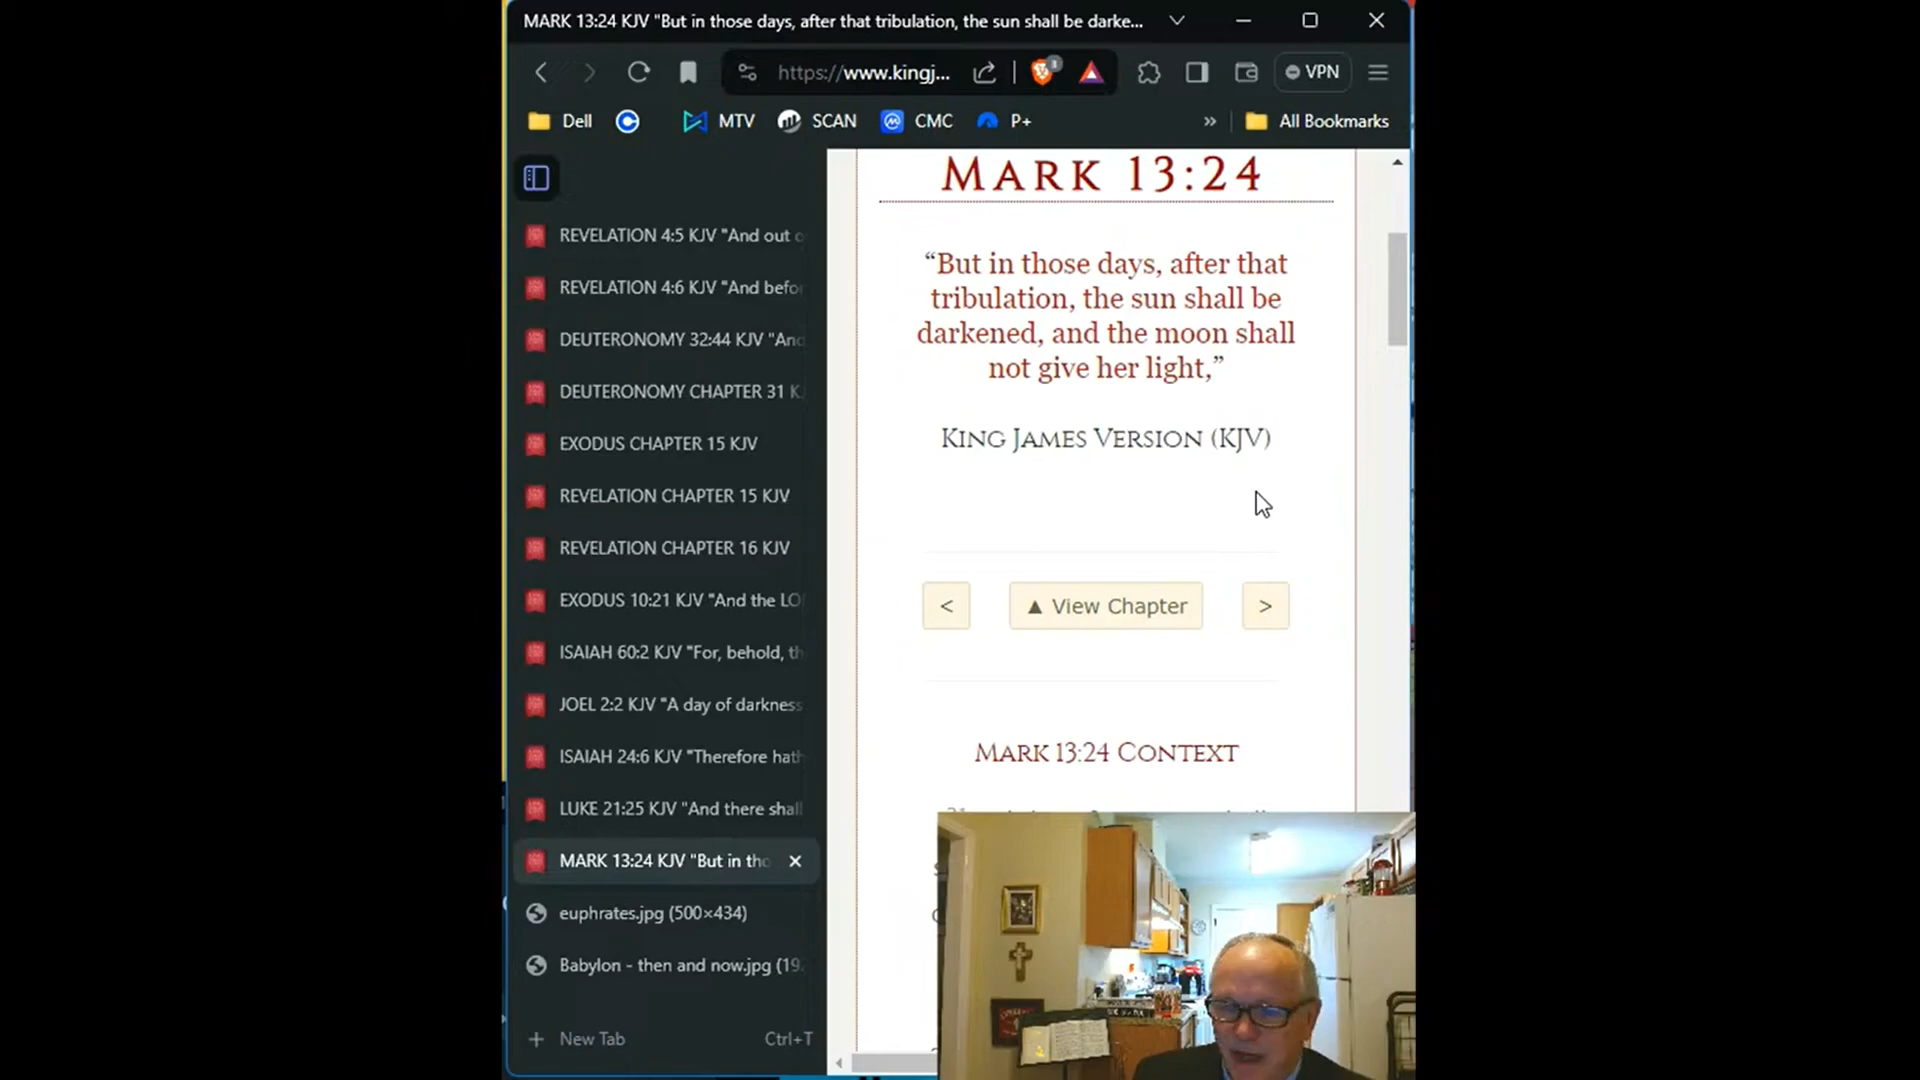 MARK 13:24 KJV "But in those days, after that tribulation, the sun shall be darke...
https://www.kingj...
3
VPN
Dell
MTV
SCAN
CMC
P+
»
All Bookmarks
REVELATION 4:5 KJV "And out o
REVELATION 4:6 KJV "And befor
DEUTERONOMY 32:44 KJV "And
DEUTERONOMY CHAPTER 31 K
EXODUS CHAPTER 15 KJV
REVELATION CHAPTER 15 KJV
REVELATION CHAPTER 16 KJV
EXODUS 10:21 KJV "And the LO
ISAIAH 60:2 KJV "For, behold, th
JOEL 2:2 KJV "A day of darkness
ISAIAH 24:6 KJV "Therefore hath
LUKE 21:25 KJV "And there shall
MARK 13:24 KJV "But in tho
euphrates.jpg (500×434)
Babylon - then and now.jpg (19
New Tab Ctrl+T
MARK 13:24
“But in those days, after that
tribulation, the sun shall be
darkened, and the moon shall
not give her light,”
KING JAMES VERSION (KJV)
< ▲ View Chapter >
MARK 13:24 CONTEXT